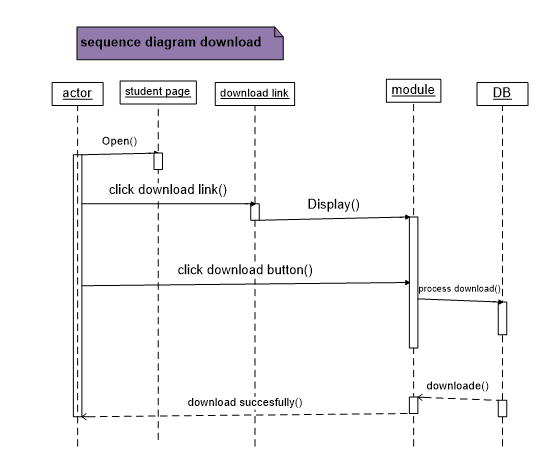 sequence diagram download
actor
student page
download link
module
DB
Open()
click download link()
Display()
click download button()
process download()
downloade()
download succesfully()